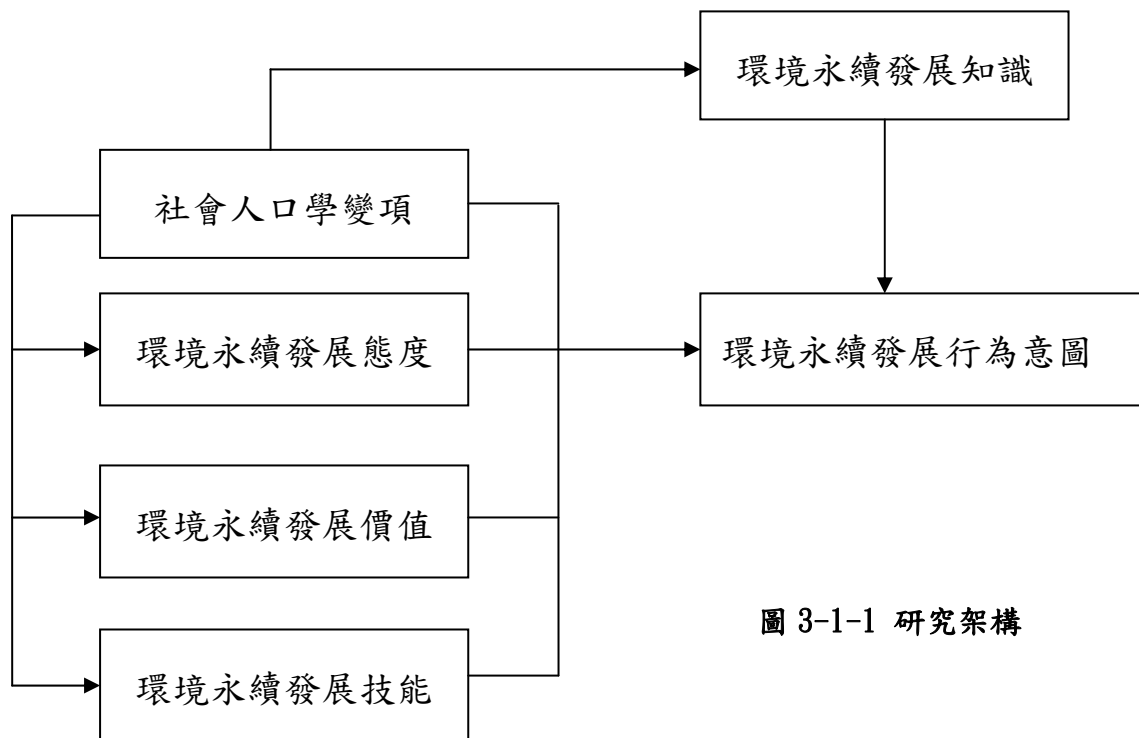 環境永續發展知識
社會人口學變項
環境永續發展態度
環境永續發展行為意圖
環境永續發展價值
圖 3-1-1 研究架構
環境永續發展技能